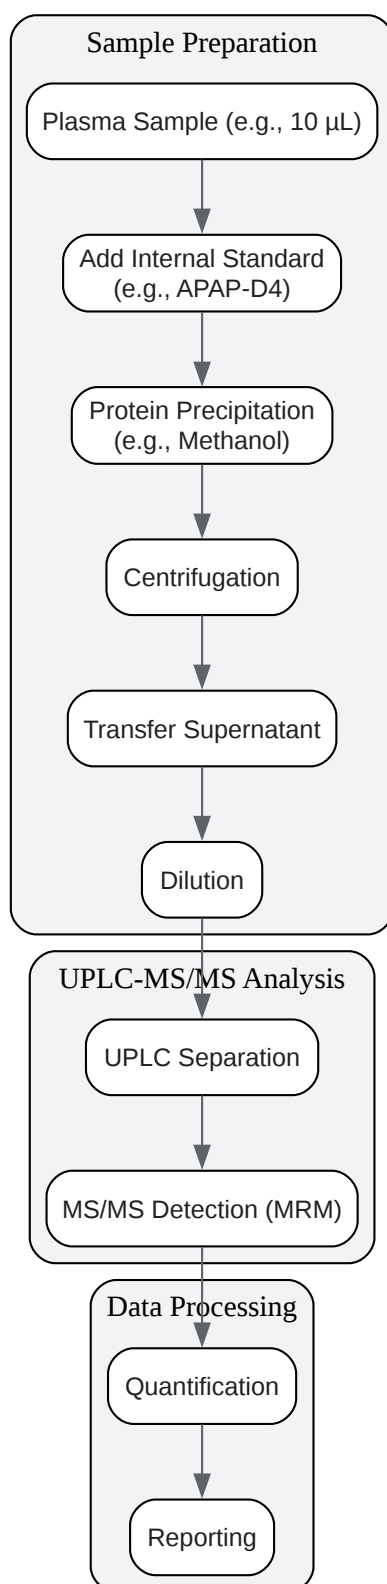 Sample Preparation
Plasma Sample (e.g., 10 µL)
Add Internal Standard
(e.g., APAP-D4)
Protein Precipitation
(e.g., Methanol)
Centrifugation
Transfer Supernatant
Dilution
UPLC-MS/MS Analysis
UPLC Separation
MS/MS Detection (MRM)
Data Processing
Quantification
Reporting